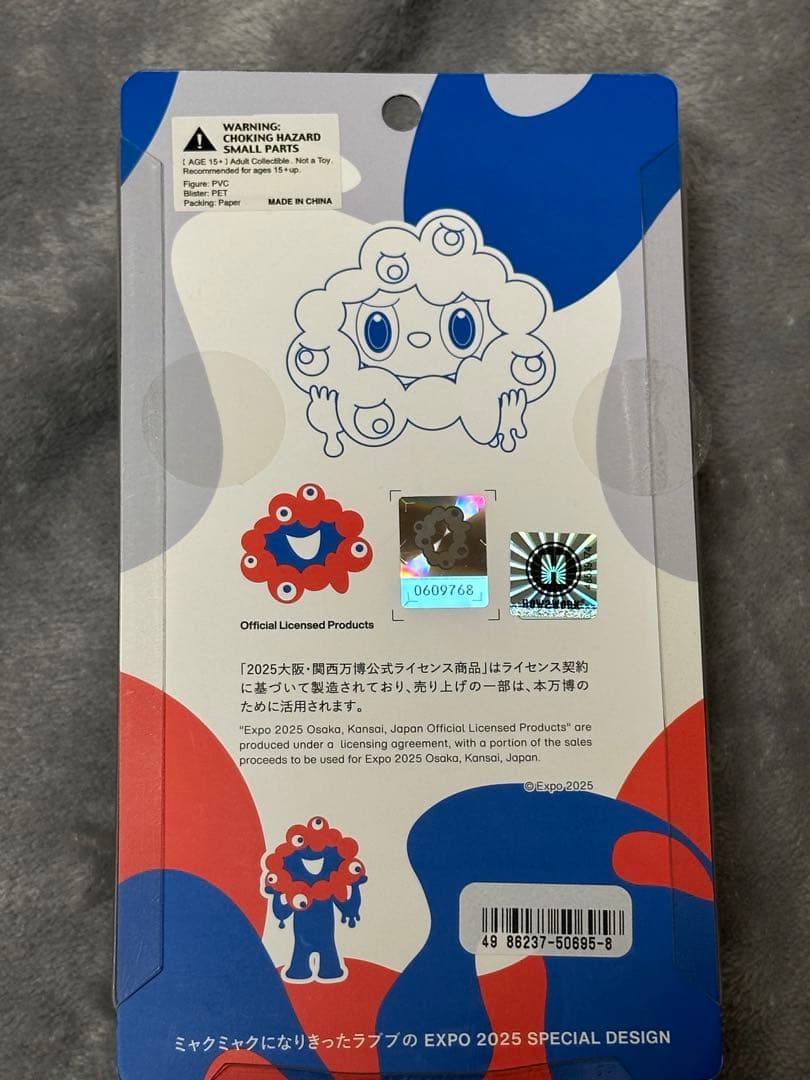 WARNING:
CHOKING HAZARD
SMALL PARTS
[ AGE 15+ ] Adult Collectible. Not a Toy.
Recommended for ages 15+up.
Figure: PVC
Blister: PET
Packing: Paper MADE IN CHINA
0609768
HOW2WORK
Official Licensed Products
「2025大阪・関西万博公式ライセンス商品」はライセンス契約
に基づいて製造されており、売り上げの一部は、本万博の
ために活用されます。
"Expo 2025 Osaka, Kansai, Japan Official Licensed Products" are
produced under a licensing agreement, with a portion of the sales
proceeds to be used for Expo 2025 Osaka, Kansai, Japan.
©Expo 2025
49 86237-50695-8
ミャクミャクになりきったラブブの EXPO 2025 SPECIAL DESIGN